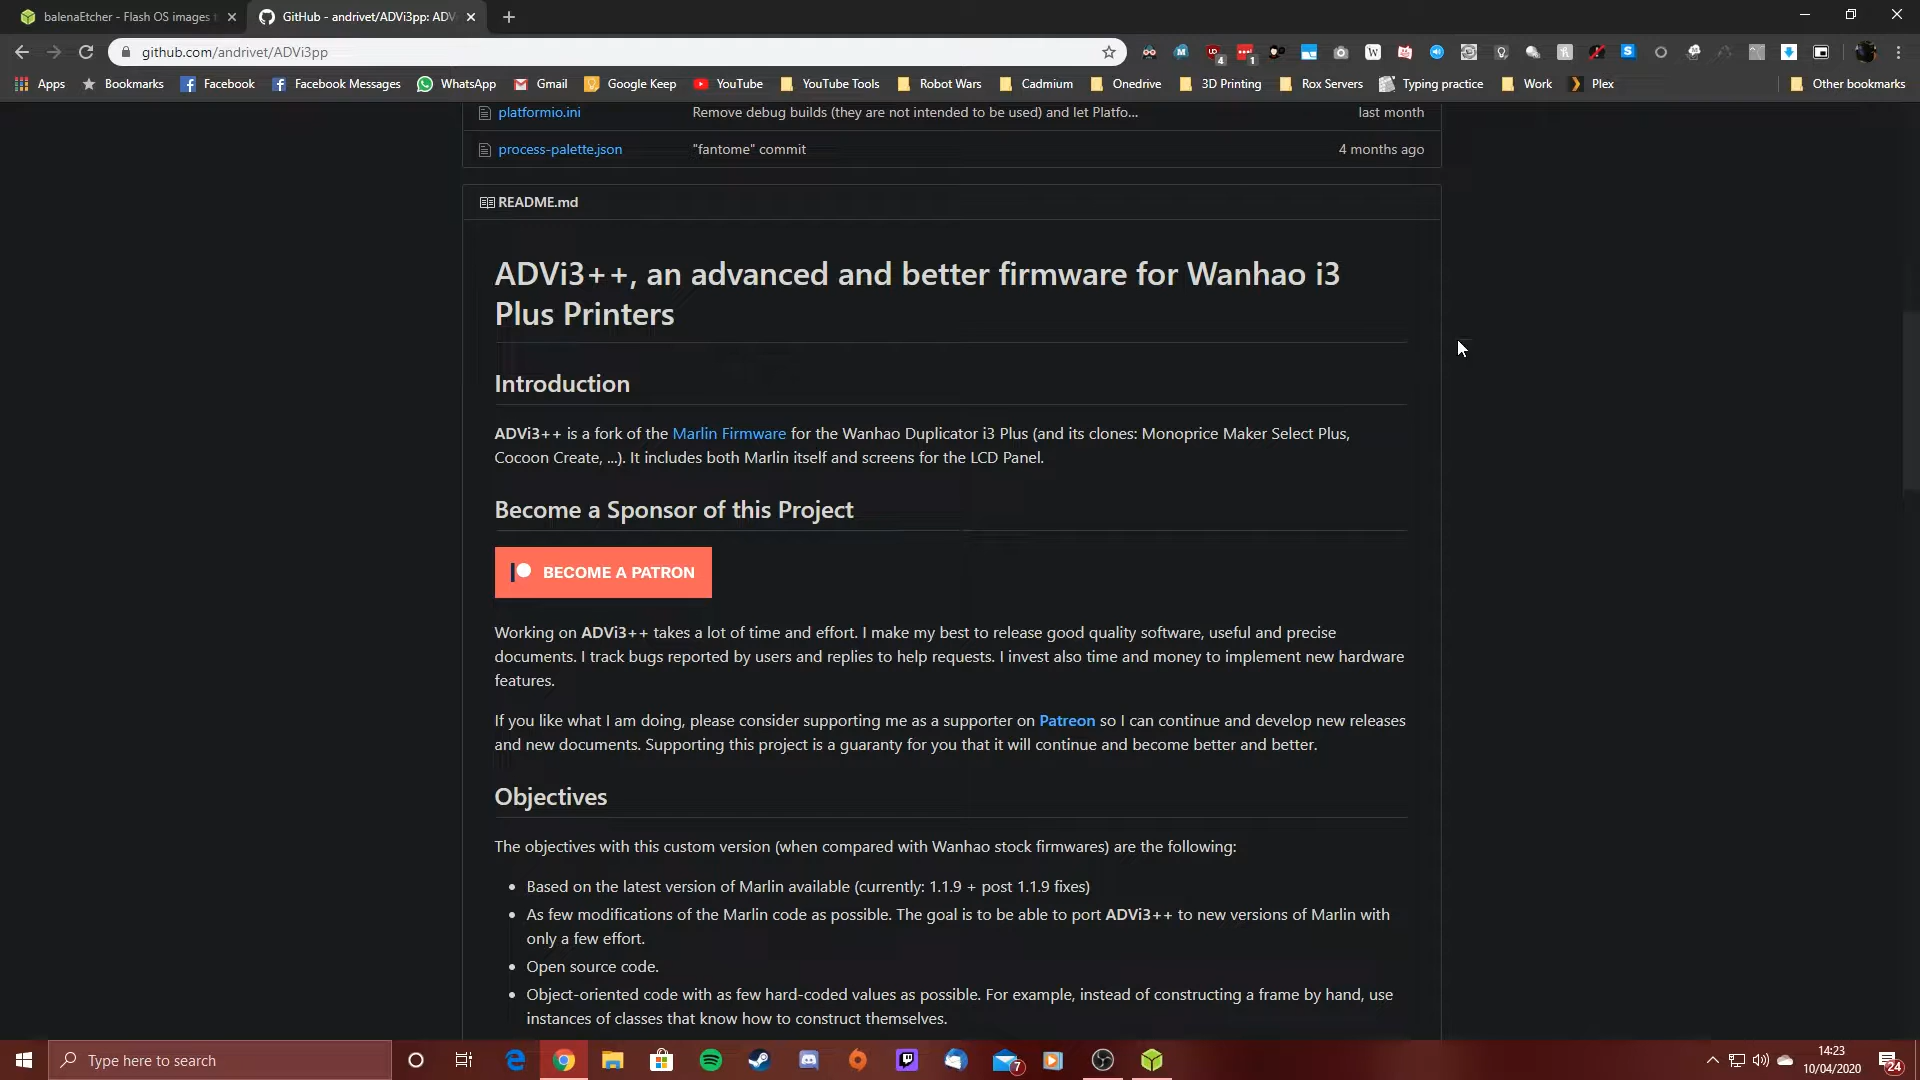 balenaEtcher - Flash OS images
GitHub - andrivet/ADVi3pp: ADV
github.com/andrivet/ADVi3pp
4
1
Apps
Bookmarks
Facebook
Facebook Messages
WhatsApp
Gmail
Google Keep
YouTube
YouTube Tools
Robot Wars
Cadmium
Onedrive
3D Printing
Rox Servers
Typing practice
Work
Plex
Other bookmarks
platformio.ini
Remove debug builds (they are not intended to be used) and let Platfo...
last month
process-palette.json
"fantome" commit
4 months ago
README.md
ADVi3++, an advanced and better firmware for Wanhao i3
Plus Printers
Introduction
ADVi3++ is a fork of the Marlin Firmware for the Wanhao Duplicator i3 Plus (and its clones: Monoprice Maker Select Plus,
Cocoon Create, ...). It includes both Marlin itself and screens for the LCD Panel.
Become a Sponsor of this Project
BECOME A PATRON
Working on ADVi3++ takes a lot of time and effort. I make my best to release good quality software, useful and precise
documents. I track bugs reported by users and replies to help requests. I invest also time and money to implement new hardware
features.
If you like what I am doing, please consider supporting me as a supporter on Patreon so I can continue and develop new releases
and new documents. Supporting this project is a guaranty for you that it will continue and become better and better.
Objectives
The objectives with this custom version (when compared with Wanhao stock firmwares) are the following:
Based on the latest version of Marlin available (currently: 1.1.9 + post 1.1.9 fixes)
As few modifications of the Marlin code as possible. The goal is to be able to port ADVi3++ to new versions of Marlin with
only a few effort.
Open source code.
Object-oriented code with as few hard-coded values as possible. For example, instead of constructing a frame by hand, use
instances of classes that know how to construct themselves.
Type here to search
7
14:23
10/04/2020
24